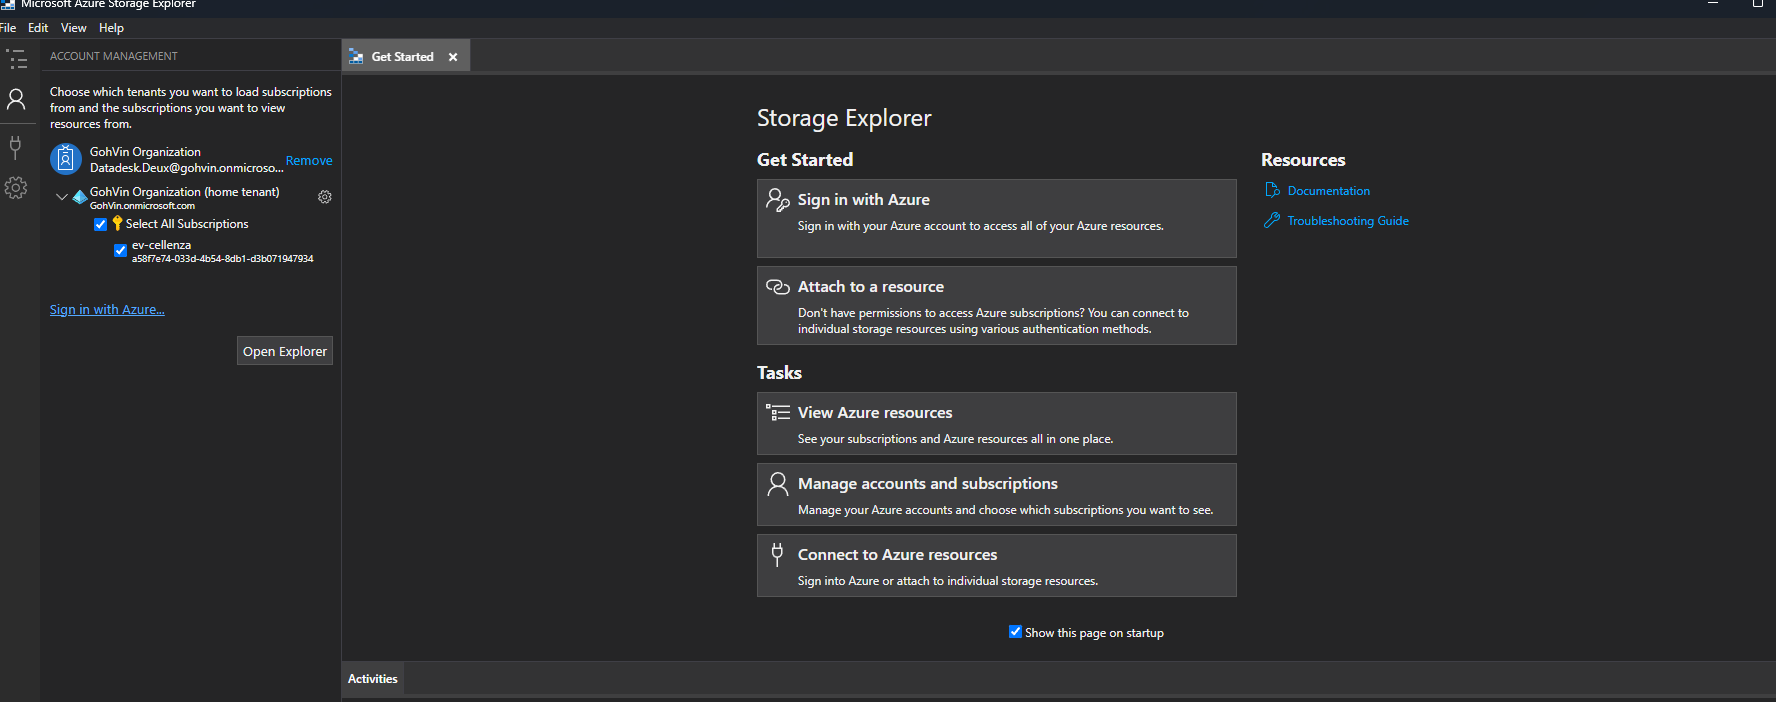 Microsoft Azure Storage Explorer
File Edit View Help
ACCOUNT MANAGEMENT
Choose which tenants you want to load subscriptions
from and the subscriptions you want to view
resources from.
GohVin Organization
Datadesk.Deux@gohvin.onmicroso...
Remove
GohVin Organization (home tenant)
GohVin.onmicrosoft.com
Select All Subscriptions
ev-cellenza
a58f7e74-033d-4b54-8db1-d3b071947934
Sign in with Azure...
Open Explorer
Get Started
Storage Explorer
Get Started
Sign in with Azure
Sign in with your Azure account to access all of your Azure resources.
Attach to a resource
Don't have permissions to access Azure subscriptions? You can connect to
individual storage resources using various authentication methods.
Tasks
View Azure resources
See your subscriptions and Azure resources all in one place.
Manage accounts and subscriptions
Manage your Azure accounts and choose which subscriptions you want to see.
Connect to Azure resources
Sign into Azure or attach to individual storage resources.
Show this page on startup
Resources
Documentation
Troubleshooting Guide
Activities